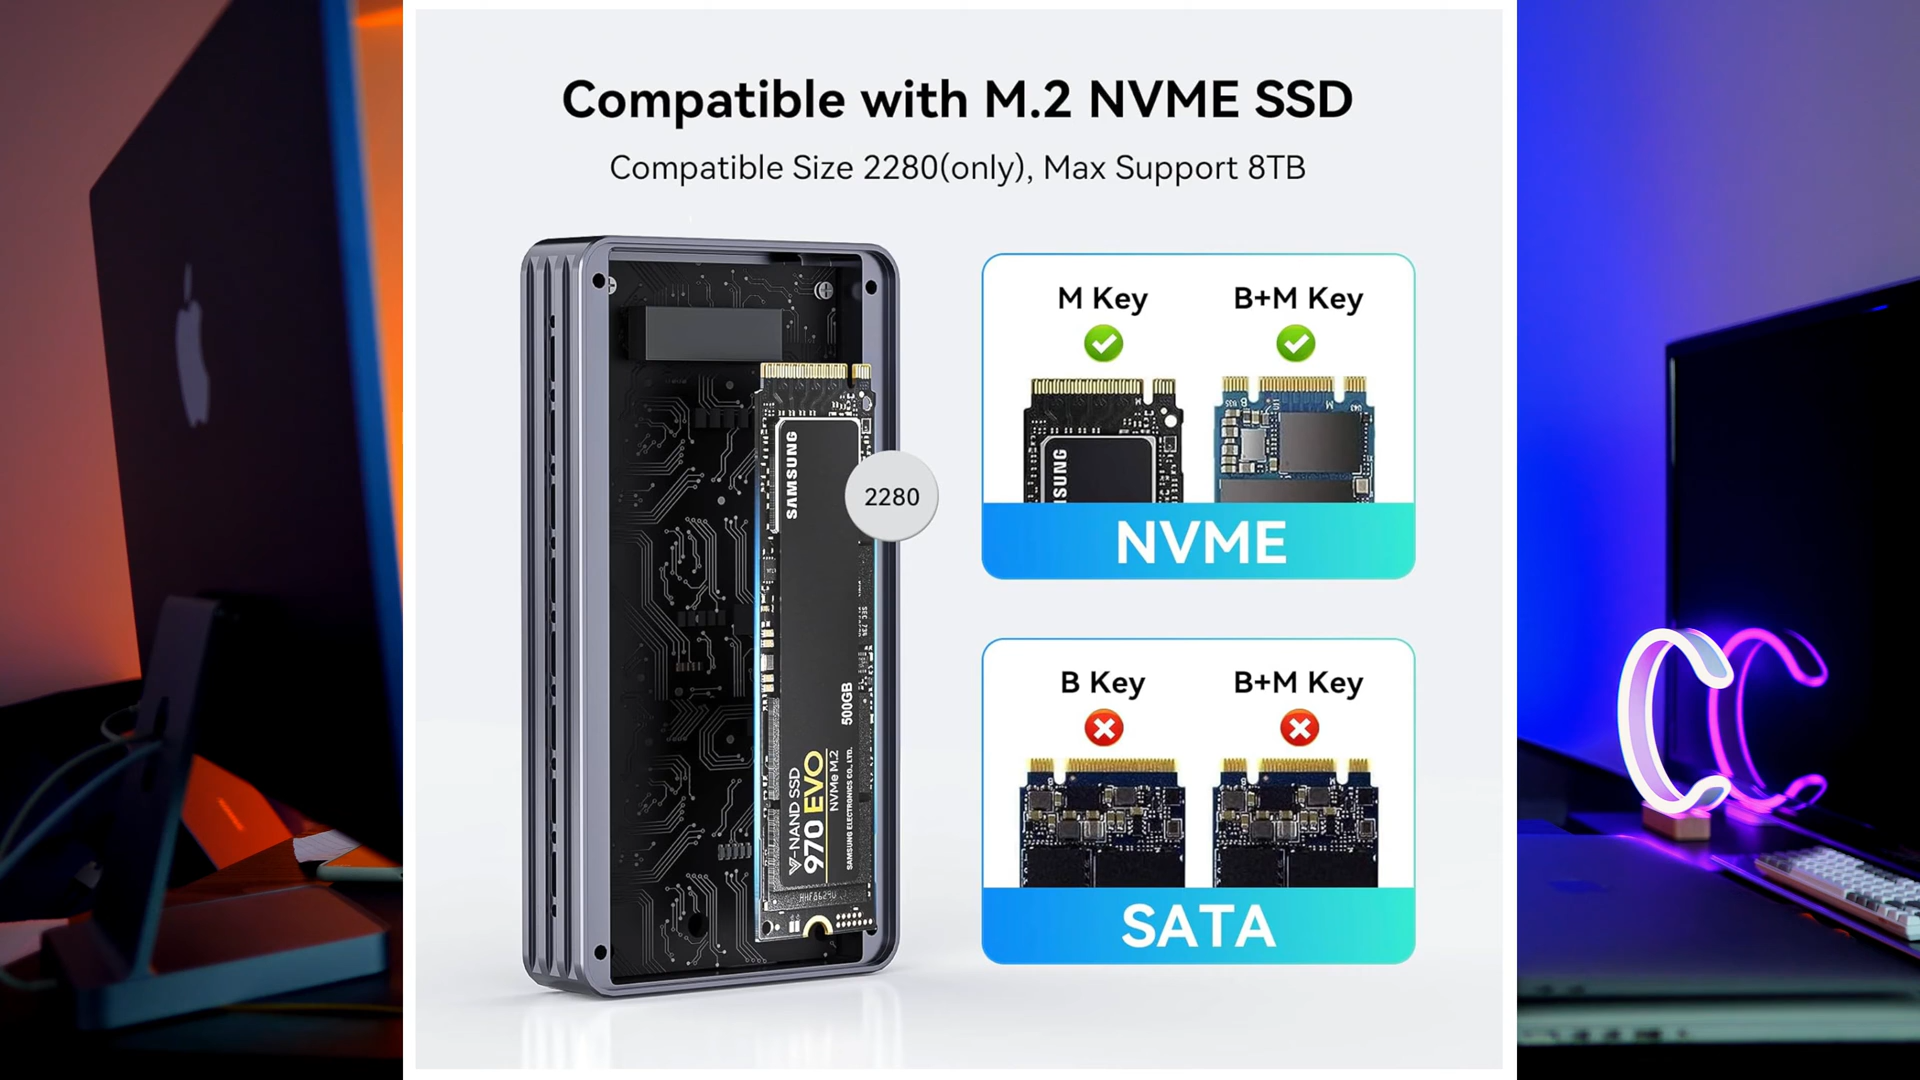 Compatible with M.2 NVME SSD
Compatible Size 2280(only), Max Support 8TB
M Key
B+M Key
SUNG
NVME
SAMSUNG
2280
500GB
V-NAND SSD
970 EVO
NVMe M.2
SAMSUNG ELECTRONICS CO., LTD.
B Key
B+M Key
SATA